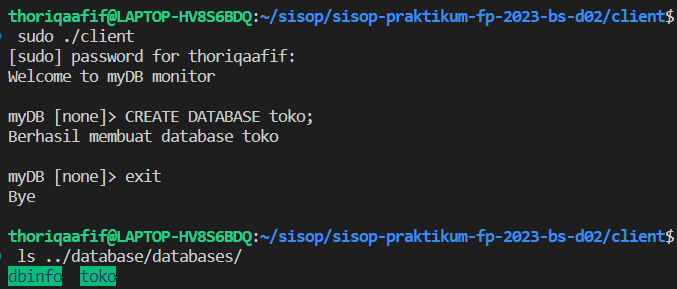 thoriqaafif@LAPTOP-HV8S6BDQ:~/sisop/sisop-praktikum-fp-2023-bs-d02/client$
sudo ./client
[sudo] password for thoriqaafif:
Welcome to myDB monitor
myDB [none]> CREATE DATABASE toko;
Berhasil membuat database toko
myDB [none]> exit
Bye
thoriqaafif@LAPTOP-HV8S6BDQ:~/sisop/sisop-praktikum-fp-2023-bs-d02/client$
ls ../database/databases/
dbinfo toko